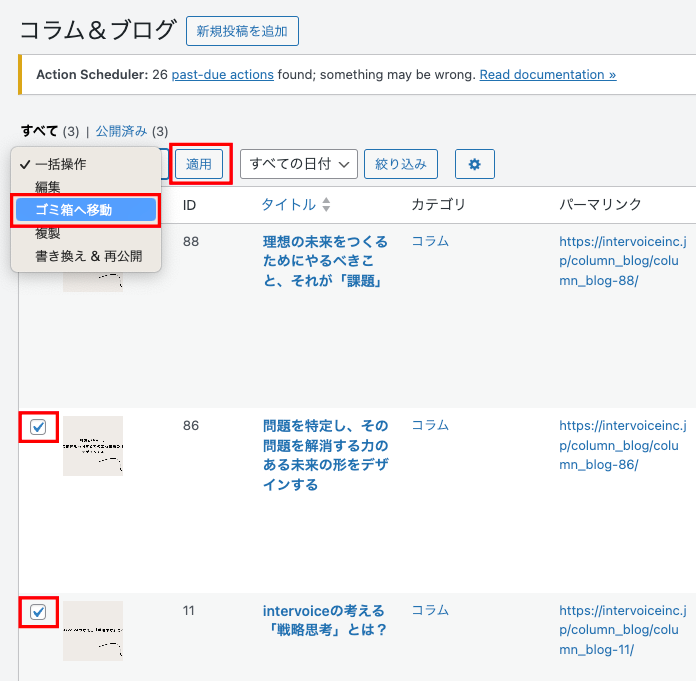 コラム＆ブログ 新規投稿を追加
Action Scheduler: 26 past-due actions found; something may be wrong. Read documentation »
すべて (3) | 公開済み (3)
一括操作
編集
ゴミ箱へ移動
複製
書き換え & 再公開
適用 すべての日付 絞り込み
ID タイトル カテゴリ パーマリンク
88 理想の未来をつくる コラム https://intervoiceinc.j
ためにやるべきこ p/column_blog/colu
と、それが「課題」 mn_blog-88/
86 問題を特定し、その コラム https://intervoiceinc.j
問題を解消する力の p/column_blog/colu
ある未来の形をデザ mn_blog-86/
インする
11 intervoiceの考える コラム https://intervoiceinc.j
「戦略思考」とは？ p/column_blog/colu
mn_blog-11/